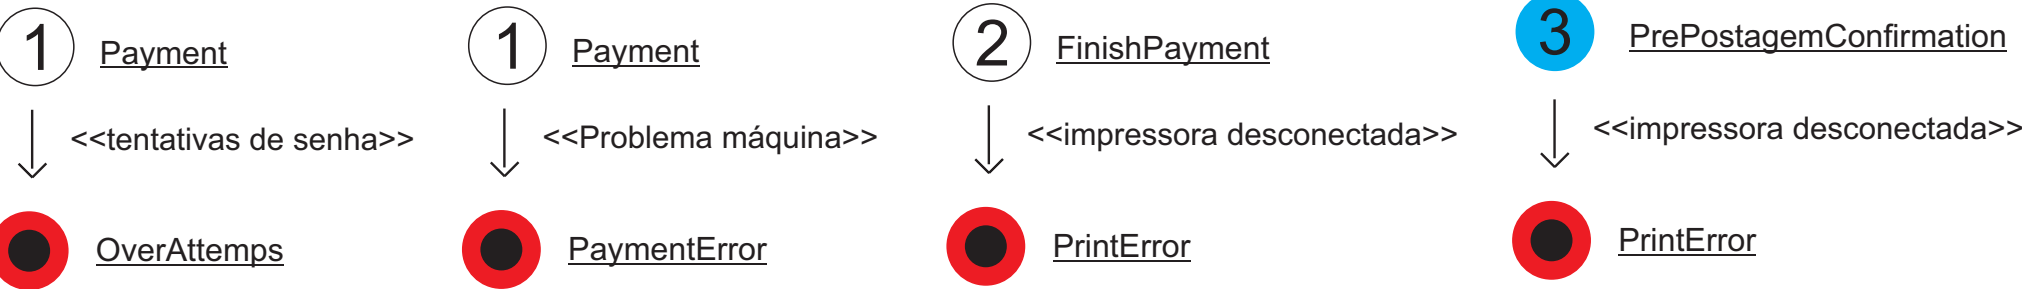 1 Payment
<<tentativas de senha>>
OverAttemps
1 Payment
<<Problema máquina>>
PaymentError
2 FinishPayment
<<impressora desconectada>>
PrintError
3 PrePostagemConfirmation
<<impressora desconectada>>
PrintError